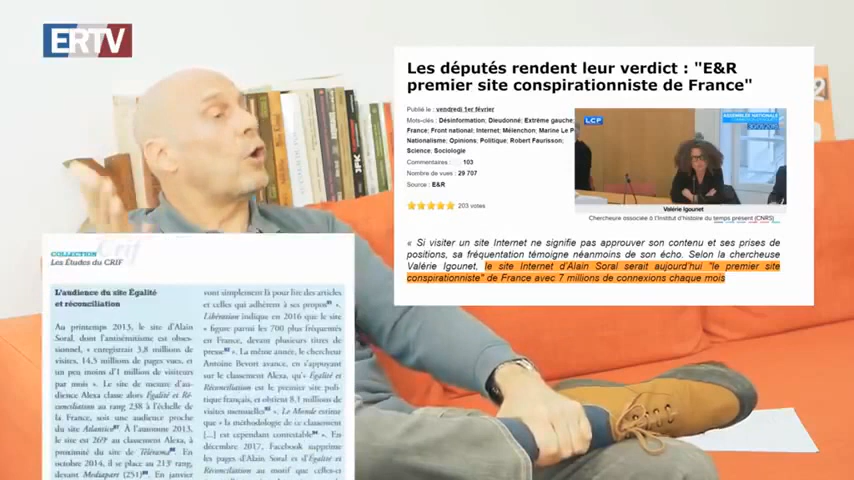 ERTV
Les députés rendent leur verdict : "E&R
premier site conspirationniste de France"
Publié le : vendredi 1er février
Mots-clés : Désinformation; Dieudonné; Extrême gauche;
France; Front national; Internet; Mélenchon; Marine Le P
Nationalisme; Opinions; Politique; Robert Faurisson;
Science; Sociologie
Commentaires : 103
Nombre de vues : 29 707
Source : E&R
203 votes
LCP
ASSEMBLÉE NATIONALE
Valérie Igounet
Chercheure associée à l'Institut d'histoire du temps présent (CNRS)
« Si visiter un site Internet ne signifie pas approuver son contenu et ses prises de
positions, sa fréquentation témoigne néanmoins de son écho. Selon la chercheuse
Valérie Igounet, le site Internet d'Alain Soral serait aujourd'hui "le premier site
conspirationniste" de France avec 7 millions de connexions chaque mois
COLLECTION Crif
Les Études du CRIF
L'audience du site Égalité
et réconciliation
Au printemps 2013, le site d'Alain
Soral, dont l'antisémitisme est obses-
sionnel, « enregistrait 3,8 millions de
visites, 14,5 millions de pages vues, et
un peu moins d'1 million de visiteurs
par mois ». Le site de mesure d'au-
dience Alexa classe alors Égalité et Ré-
conciliation au rang 238 à l'échelle de
la France, soit une audience proche
du site Atlantico. À l'automne 2013,
le site est 269e au classement Alexa, à
proximité du site de Télérama. En
octobre 2014, il se place au 213e rang,
devant Mediapart (251). En janvier
vont simplement là pour lire des articles
et celles qui adhèrent à ses propos ».
Libération indique en 2016 que le site
« figure parmi les 700 plus fréquentés
en France, devant plusieurs titres de
presse ». La même année, le chercheur
Antoine Bevort avance, en s'appuyant
sur le classement Alexa, qu'« Égalité et
Réconciliation est le premier site poli-
tique français, et obtient 8,1 millions de
visites mensuelles ». Le Monde estime
que « la méthodologie de ce classement
[...] est cependant contestable ». En
décembre 2017, Facebook supprime
les pages d'Alain Soral et d'Égalité et
Réconciliation au motif que celles-ci